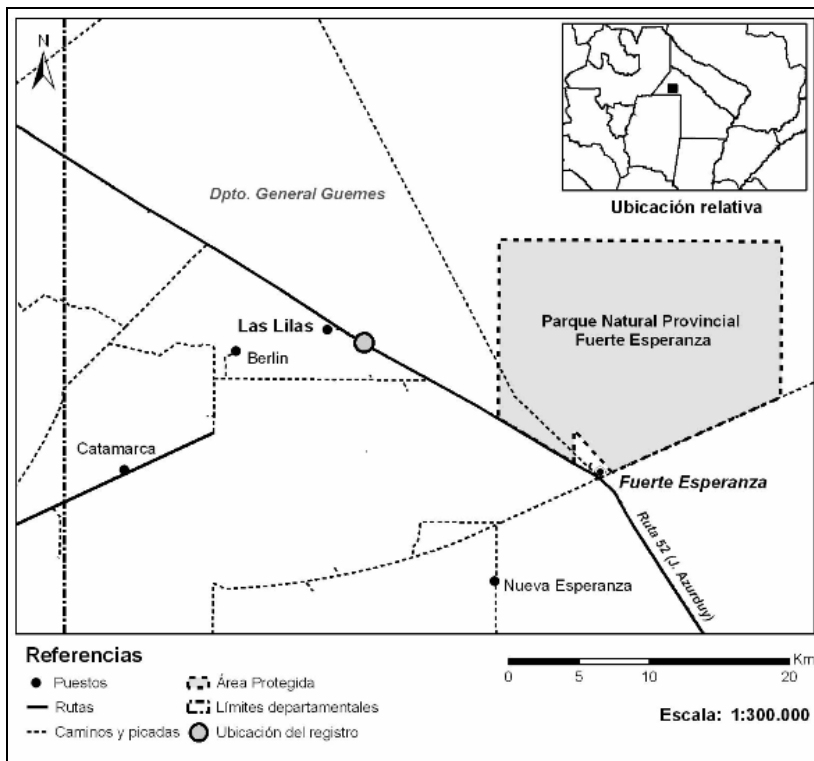 N
Dpto. General Guemes
Ubicación relativa
Parque Natural Provincial
Fuerte Esperanza
Las Lilas
Berlin
Catamarca
Fuerte Esperanza
Ruta 52 (J. Azurduy)
Nueva Esperanza
Referencias
Puestos
Rutas
Caminos y picadas
Área Protegida
Límites departamentales
Ubicación del registro
Km
0 5 10 20
Escala: 1:300.000